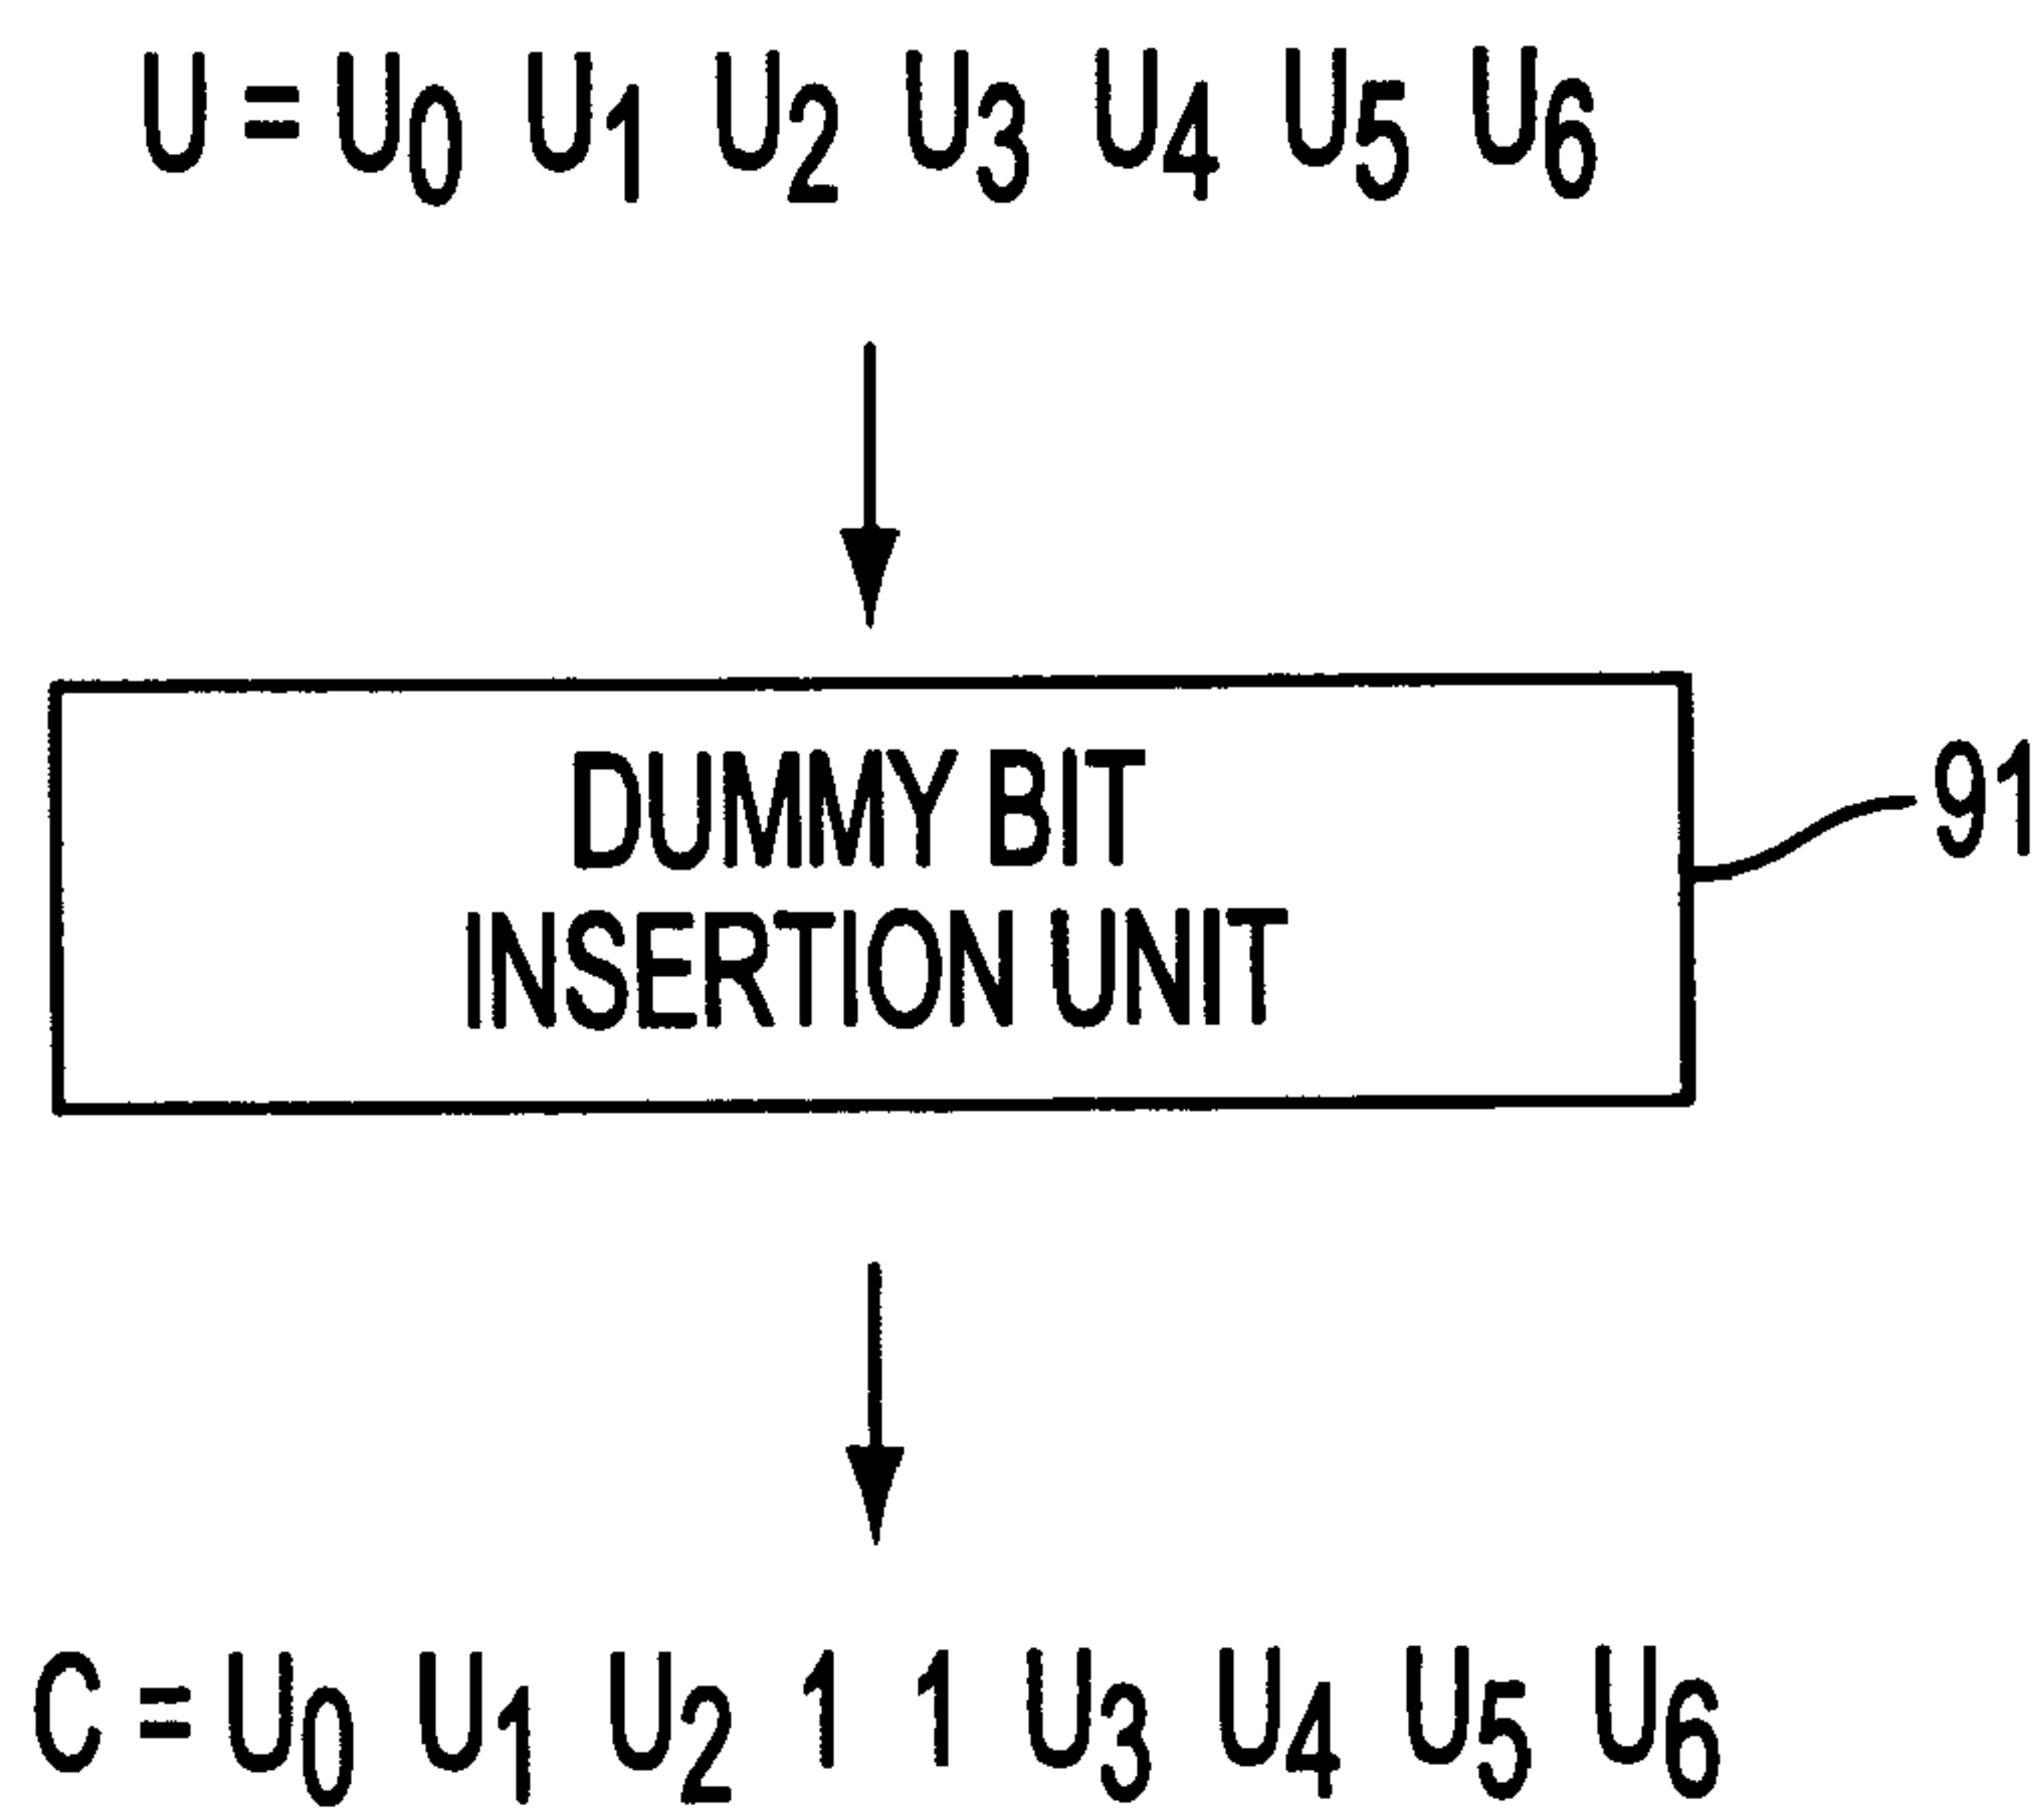 U = U0 U1 U2 U3 U4 U5 U6
DUMMY BIT
INSERTION UNIT
91
C = U0 U1 U2 1 1 U3 U4 U5 U6